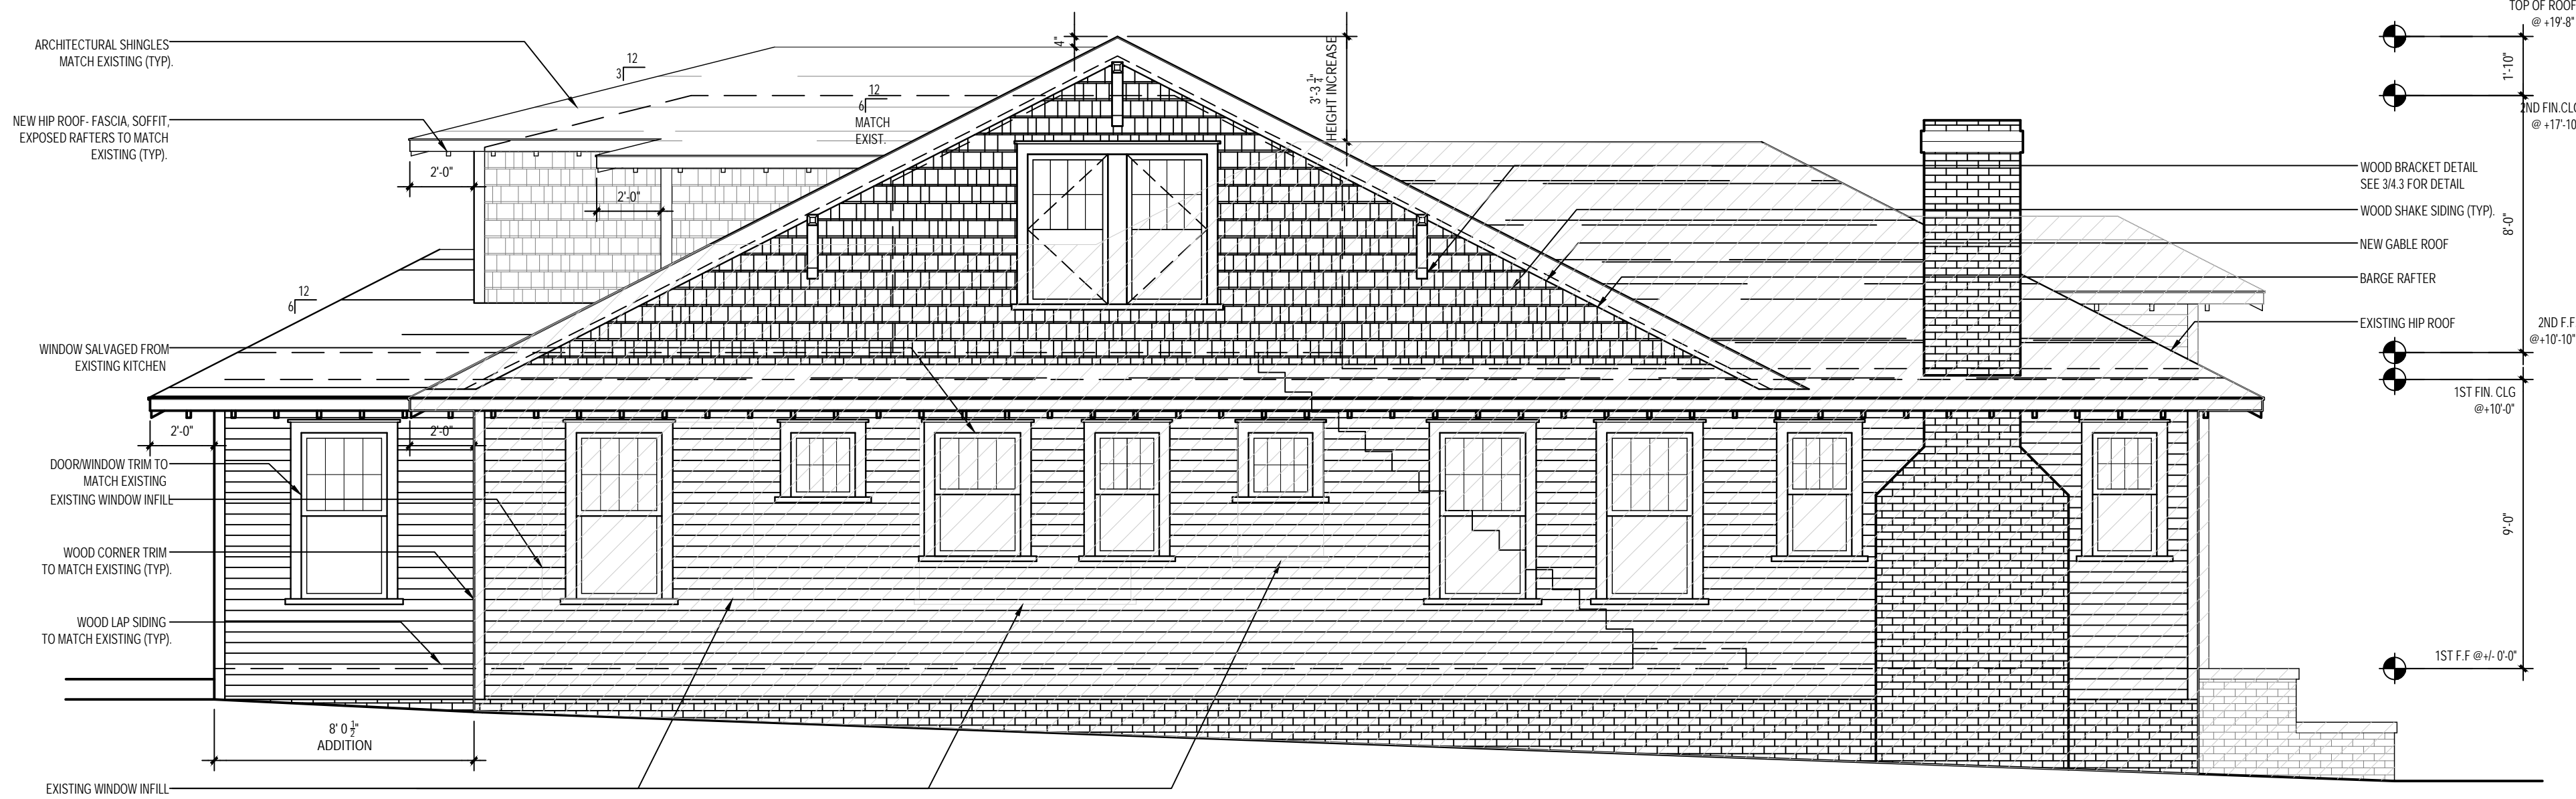 ARCHITECTURAL SHINGLES
MATCH EXISTING (TYP).
NEW HIP ROOF- FASCIA, SOFFIT,
EXPOSED RAFTERS TO MATCH
EXISTING (TYP).
WINDOW SALVAGED FROM
EXISTING KITCHEN
DOOR/WINDOW TRIM TO
MATCH EXISTING
EXISTING WINDOW INFILL
WOOD CORNER TRIM
TO MATCH EXISTING (TYP).
WOOD LAP SIDING
TO MATCH EXISTING (TYP).
EXISTING WINDOW INFILL
12
3
12
6
MATCH
EXIST.
12
6
2'-0"
2'-0"
2'-0"
2'-0"
8' 0 1/2"
ADDITION
4"
3'-3 1/4"
HEIGHT INCREASE
WOOD BRACKET DETAIL
SEE 3/4.3 FOR DETAIL
WOOD SHAKE SIDING (TYP).
NEW GABLE ROOF
BARGE RAFTER
EXISTING HIP ROOF
TOP OF ROOF
@ +19'-8"
1'-10"
2ND FIN.CLG
@ +17'-10
8'-0"
2ND F.F
@+10'-10"
1ST FIN. CLG
@+10'-0"
9'-0"
1ST F.F @+/- 0'-0"